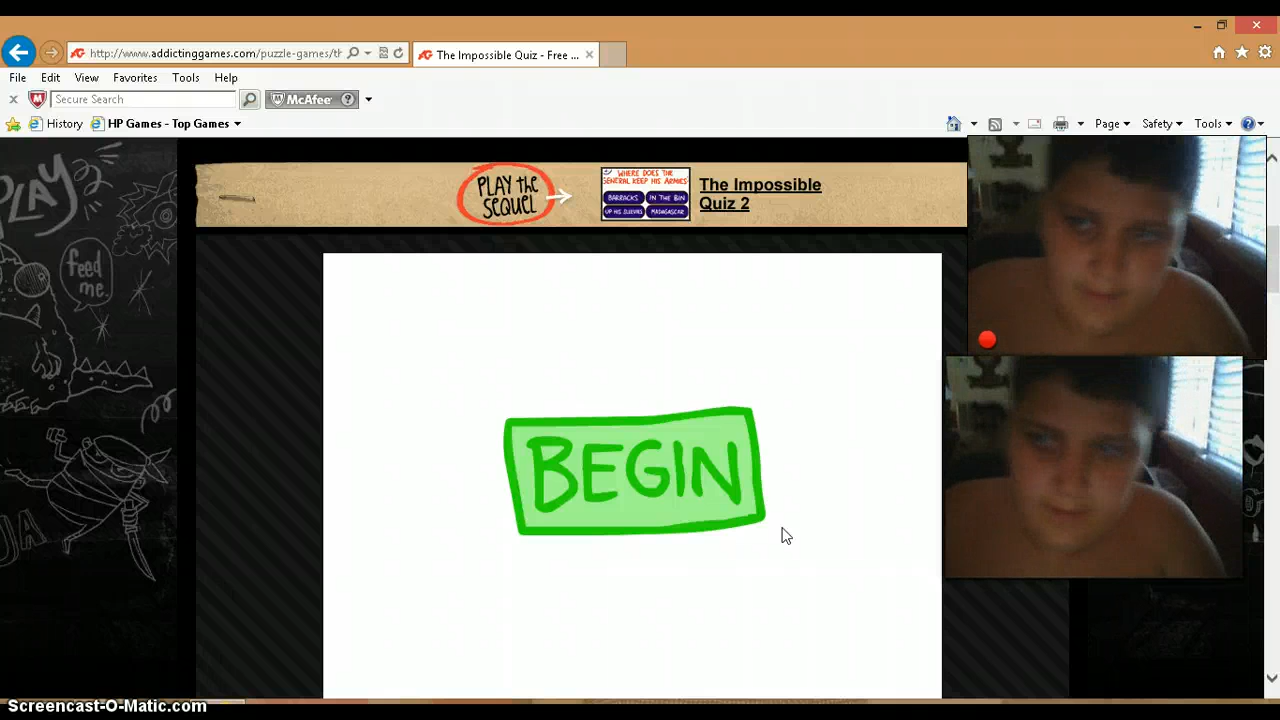 http://www.addictinggames.com/puzzle-games/th
The Impossible Quiz - Free ...
File Edit View Favorites Tools Help
Secure Search
McAfee
History HP Games - Top Games
Page Safety Tools
PLAY THE SEQUEL
WHERE DOES THE
GENERAL KEEP HIS ARMIES
BARRACKS IN THE BIN
UP HIS SLEEVIES MADAGASCAR
The Impossible
Quiz 2
PLAY
feed
me.
BEGIN
Screencast-O-Matic.com